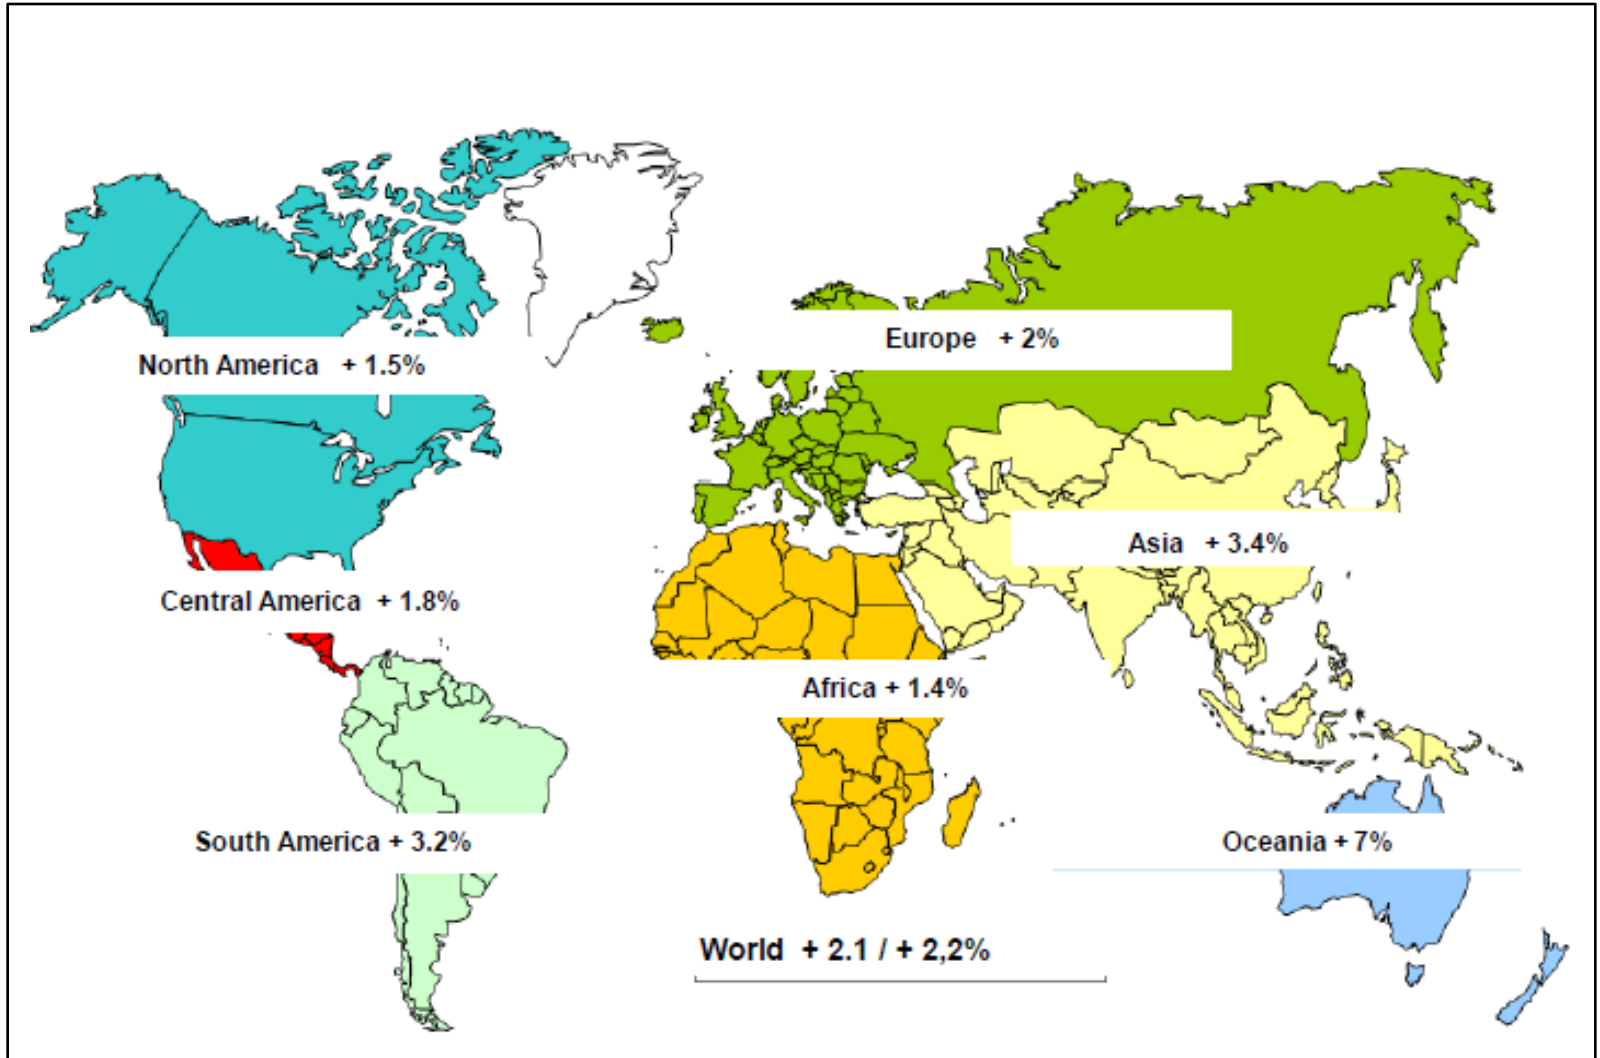 Europe + 2%
North America + 1.5%
Asia + 3.4%
Central America + 1.8%
Africa + 1.4%
South America + 3.2%
Oceania + 7%
World + 2.1 / + 2,2%